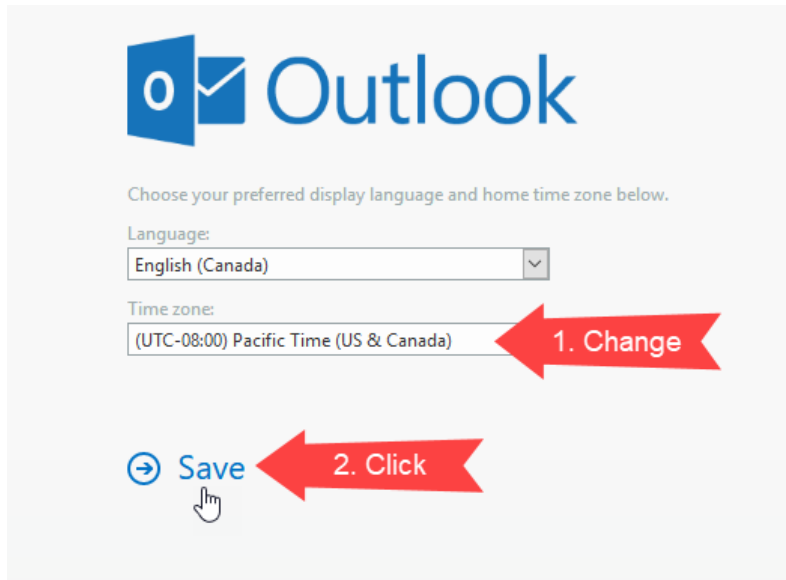 Outlook
Choose your preferred display language and home time zone below.
Language:
English (Canada)
Time zone:
(UTC-08:00) Pacific Time (US & Canada)
1. Change
Save
2. Click